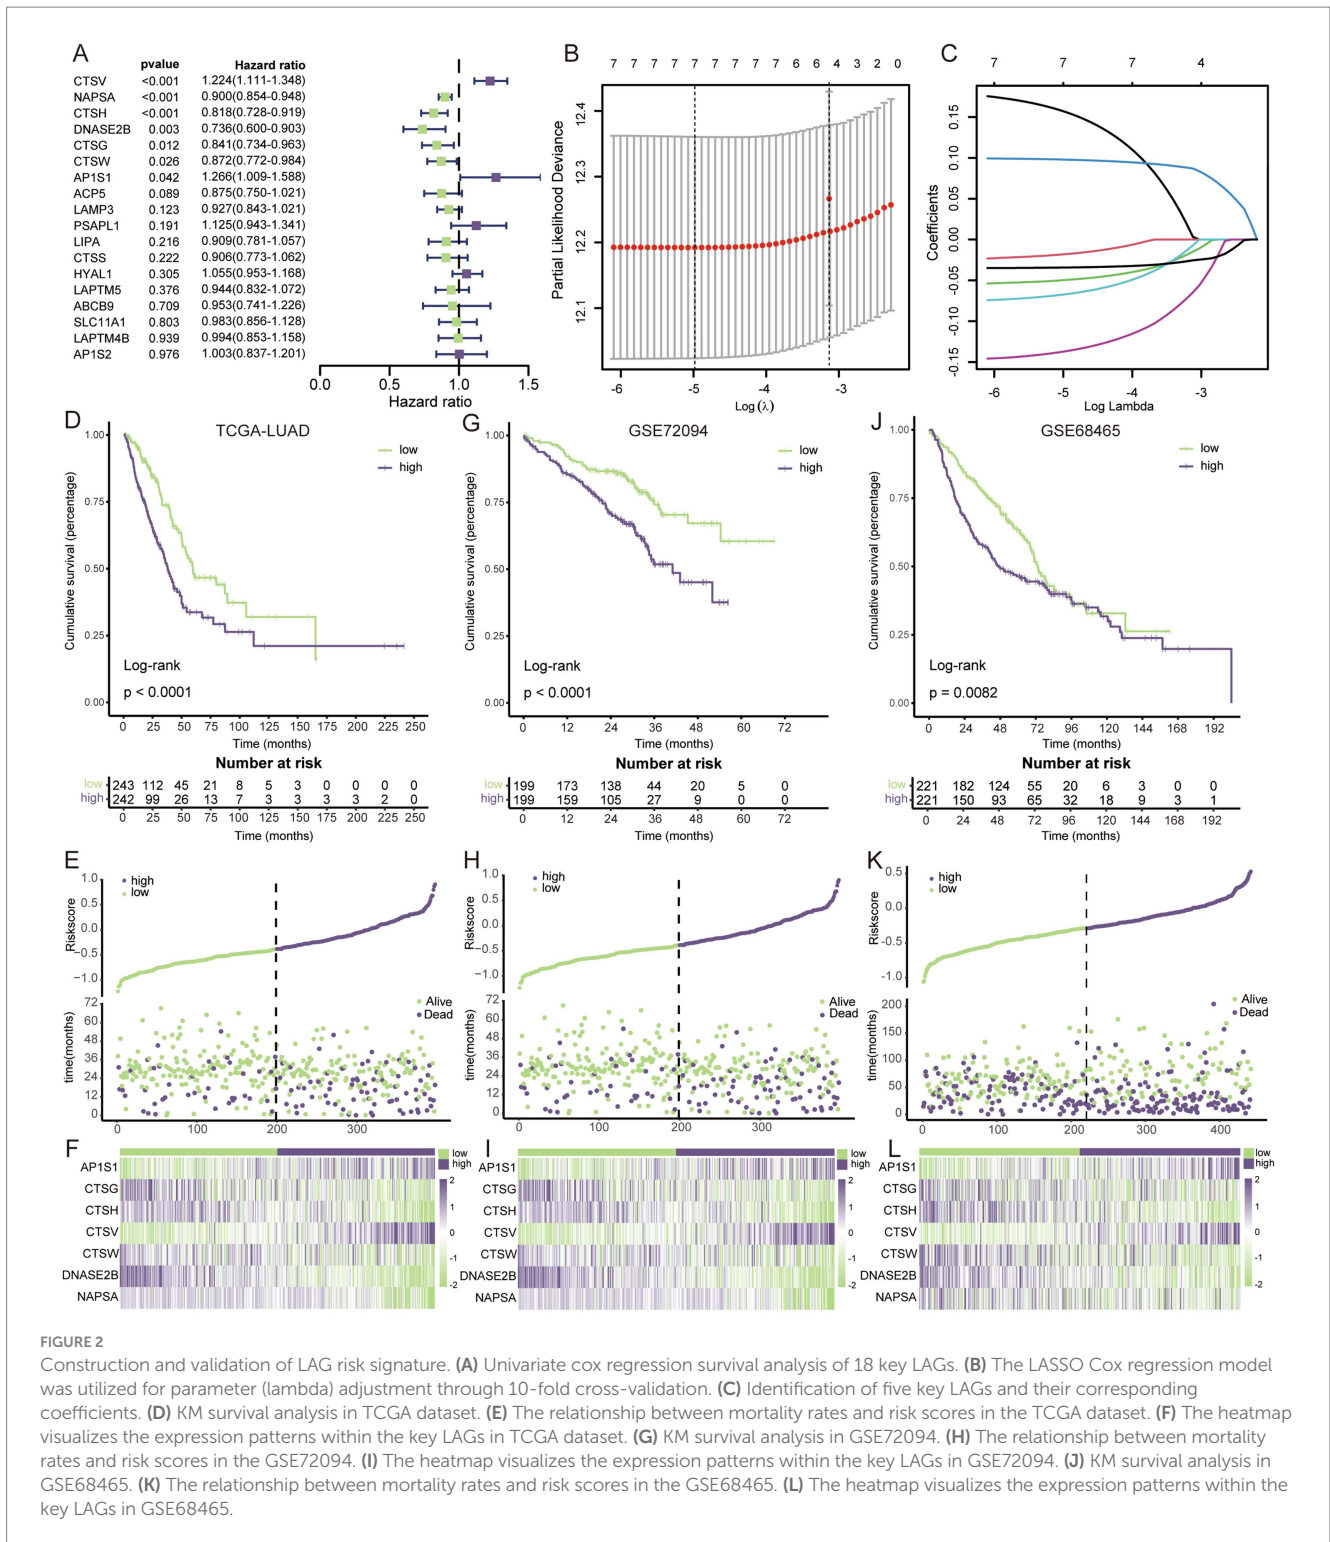 A
pvalue Hazard ratio
CTSV <0.001 1.224(1.111-1.348)
NAPSA <0.001 0.900(0.854-0.948)
CTSH <0.001 0.818(0.728-0.919)
DNASE2B 0.003 0.736(0.600-0.903)
CTSG 0.012 0.841(0.734-0.963)
CTSW 0.026 0.872(0.772-0.984)
AP1S1 0.042 1.266(1.009-1.588)
ACP5 0.089 0.875(0.750-1.021)
LAMP3 0.123 0.927(0.843-1.021)
PSAPL1 0.191 1.125(0.943-1.341)
LIPA 0.216 0.909(0.781-1.057)
CTSS 0.222 0.906(0.773-1.062)
HYAL1 0.305 1.055(0.953-1.168)
LAPTM5 0.376 0.944(0.832-1.072)
ABCB9 0.709 0.953(0.741-1.226)
SLC11A1 0.803 0.983(0.856-1.128)
LAPTM4B 0.939 0.994(0.853-1.158)
AP1S2 0.976 1.003(0.837-1.201)
0.0 0.5 1.0 1.5
Hazard ratio
B
7 7 7 7 7 7 7 7 7 6 6 4 3 2 0
Partial Likelihood Deviance
12.4
12.3
12.2
12.1
-6 -5 -4 -3
Log (λ)
C
7 7 7 4
Coefficients
0.15
0.10
0.05
0.00
-0.05
-0.10
-0.15
-6 -5 -4 -3
Log Lambda
D
TCGA-LUAD
low
high
Cumulative survival (percentage)
1.00
0.75
0.50
0.25
0.00
Log-rank
p < 0.0001
0 25 50 75 100 125 150 175 200 225 250
Time (months)
Number at risk
low 243 112 45 21 8 5 3 0 0 0 0
high 242 99 26 13 7 3 3 3 3 2 0
0 25 50 75 100 125 150 175 200 225 250
Time (months)
G
GSE72094
low
high
Cumulative survival (percentage)
1.00
0.75
0.50
0.25
0.00
Log-rank
p < 0.0001
0 12 24 36 48 60 72
Time (months)
Number at risk
low 199 173 138 44 20 5 0
high 199 159 105 27 9 0 0
0 12 24 36 48 60 72
Time (months)
J
GSE68465
low
high
Cumulative survival (percentage)
1.00
0.75
0.50
0.25
0.00
Log-rank
p = 0.0082
0 24 48 72 96 120 144 168 192
Time (months)
Number at risk
low 221 182 124 55 20 6 3 0 0
high 221 150 93 65 32 18 9 3 1
0 24 48 72 96 120 144 168 192
Time (months)
E
high
low
Riskscore
1.0
0.5
0.0
−0.5
−1.0
Alive
Dead
time(months)
72
60
48
36
24
12
0
0 100 200 300
H
high
low
Riskscore
1.0
0.5
0.0
−0.5
−1.0
Alive
Dead
time(months)
72
60
48
36
24
12
0
0 100 200 300
K
high
low
Riskscore
0.5
0.0
-0.5
-1.0
Alive
Dead
time(months)
200
150
100
50
0
0 100 200 300 400
F
low
high
AP1S1
CTSG
CTSH
CTSV
CTSW
DNASE2B
NAPSA
2
1
0
-1
-2
I
low
high
AP1S1
CTSG
CTSH
CTSV
CTSW
DNASE2B
NAPSA
2
1
0
-1
-2
L
low
high
AP1S1
CTSG
CTSH
CTSV
CTSW
DNASE2B
NAPSA
2
1
0
-1
-2
FIGURE 2
Construction and validation of LAG risk signature. (A) Univariate cox regression survival analysis of 18 key LAGs. (B) The LASSO Cox regression model
was utilized for parameter (lambda) adjustment through 10-fold cross-validation. (C) Identification of five key LAGs and their corresponding
coefficients. (D) KM survival analysis in TCGA dataset. (E) The relationship between mortality rates and risk scores in the TCGA dataset. (F) The heatmap
visualizes the expression patterns within the key LAGs in TCGA dataset. (G) KM survival analysis in GSE72094. (H) The relationship between mortality
rates and risk scores in the GSE72094. (I) The heatmap visualizes the expression patterns within the key LAGs in GSE72094. (J) KM survival analysis in
GSE68465. (K) The relationship between mortality rates and risk scores in the GSE68465. (L) The heatmap visualizes the expression patterns within the
key LAGs in GSE68465.